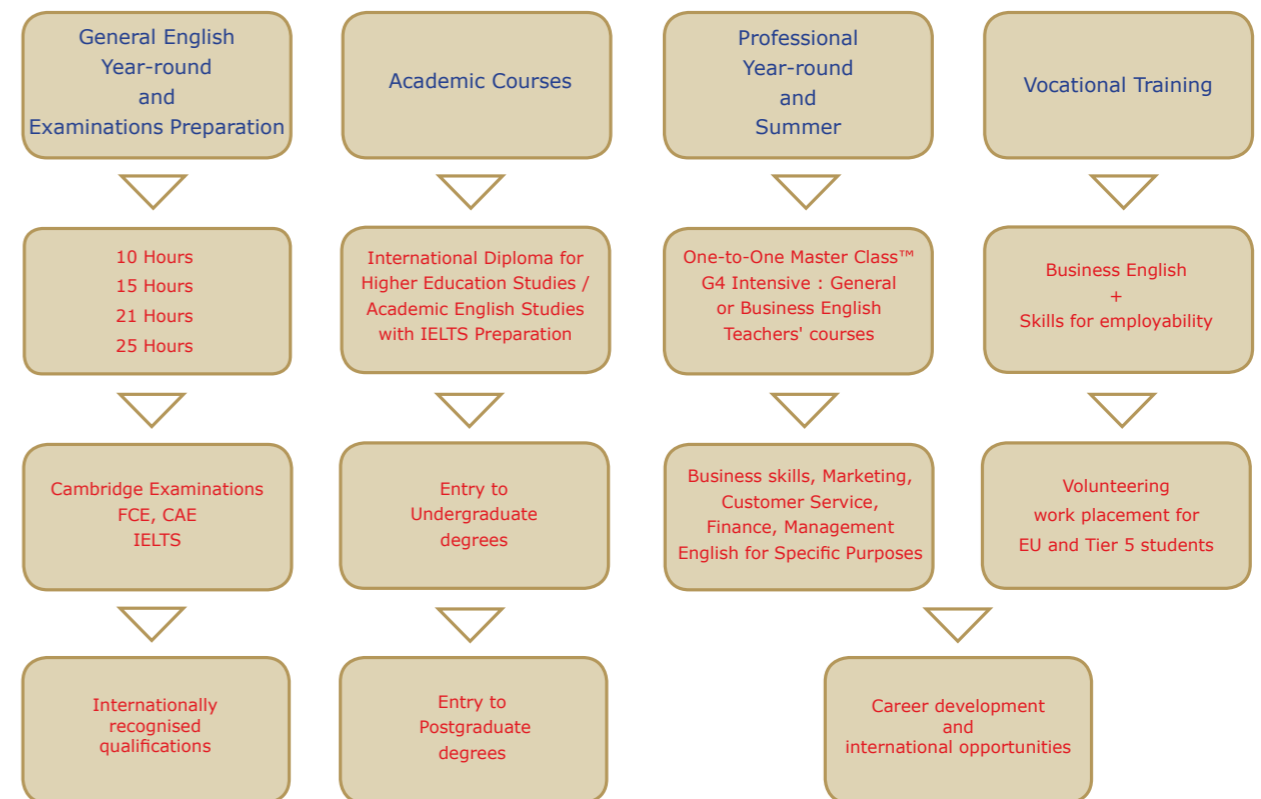 General English
Year-round
and
Examinations Preparation
Academic Courses
Professional
Year-round
and
Summer
Vocational Training
10 Hours
15 Hours
21 Hours
25 Hours
International Diploma for
Higher Education Studies /
Academic English Studies
with IELTS Preparation
One-to-One Master Class™
G4 Intensive : General
or Business English
Teachers' courses
Business English
+
Skills for employability
Cambridge Examinations
FCE, CAE
IELTS
Entry to
Undergraduate
degrees
Business skills, Marketing,
Customer Service,
Finance, Management
English for Specific Purposes
Volunteering
work placement for
EU and Tier 5 students
Internationally
recognised
qualifications
Entry to
Postgraduate
degrees
Career development
and
international opportunities